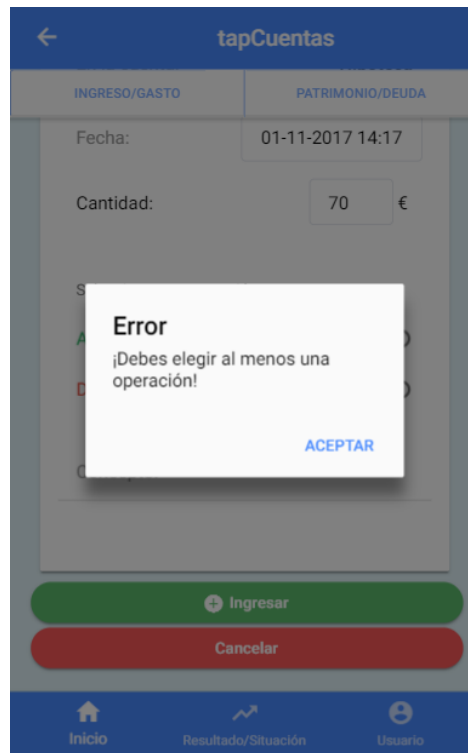 tapCuentas
INGRESO/GASTO PATRIMONIO/DEUDA
Fecha: 01-11-2017 14:17
Cantidad: 70 €
Error
¡Debes elegir al menos una
operación!
ACEPTAR
Ingresar
Cancelar
Inicio Resultado/Situación Usuario